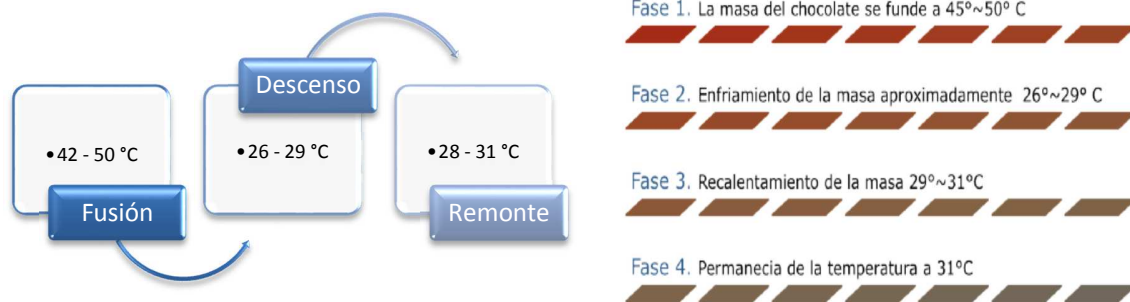 Descenso
• 42 - 50 °C
• 26 - 29 °C
• 28 - 31 °C
Fusión
Remonte
Fase 1. La masa del chocolate se funde a 45º~50º C
Fase 2. Enfriamiento de la masa aproximadamente 26º~29º C
Fase 3. Recalentamiento de la masa 29º~31ºC
Fase 4. Permanecia de la temperatura a 31ºC